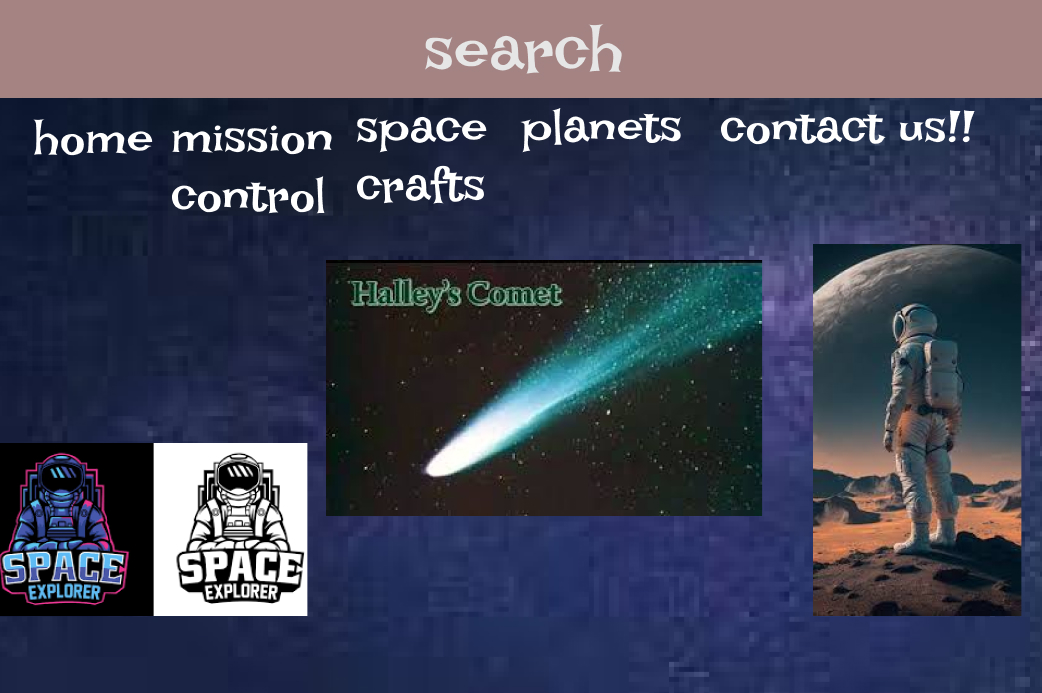 search
home mission space planets contact us!!
control crafts
Halley's Comet
SPACE SPACE
EXPLORER EXPLORER